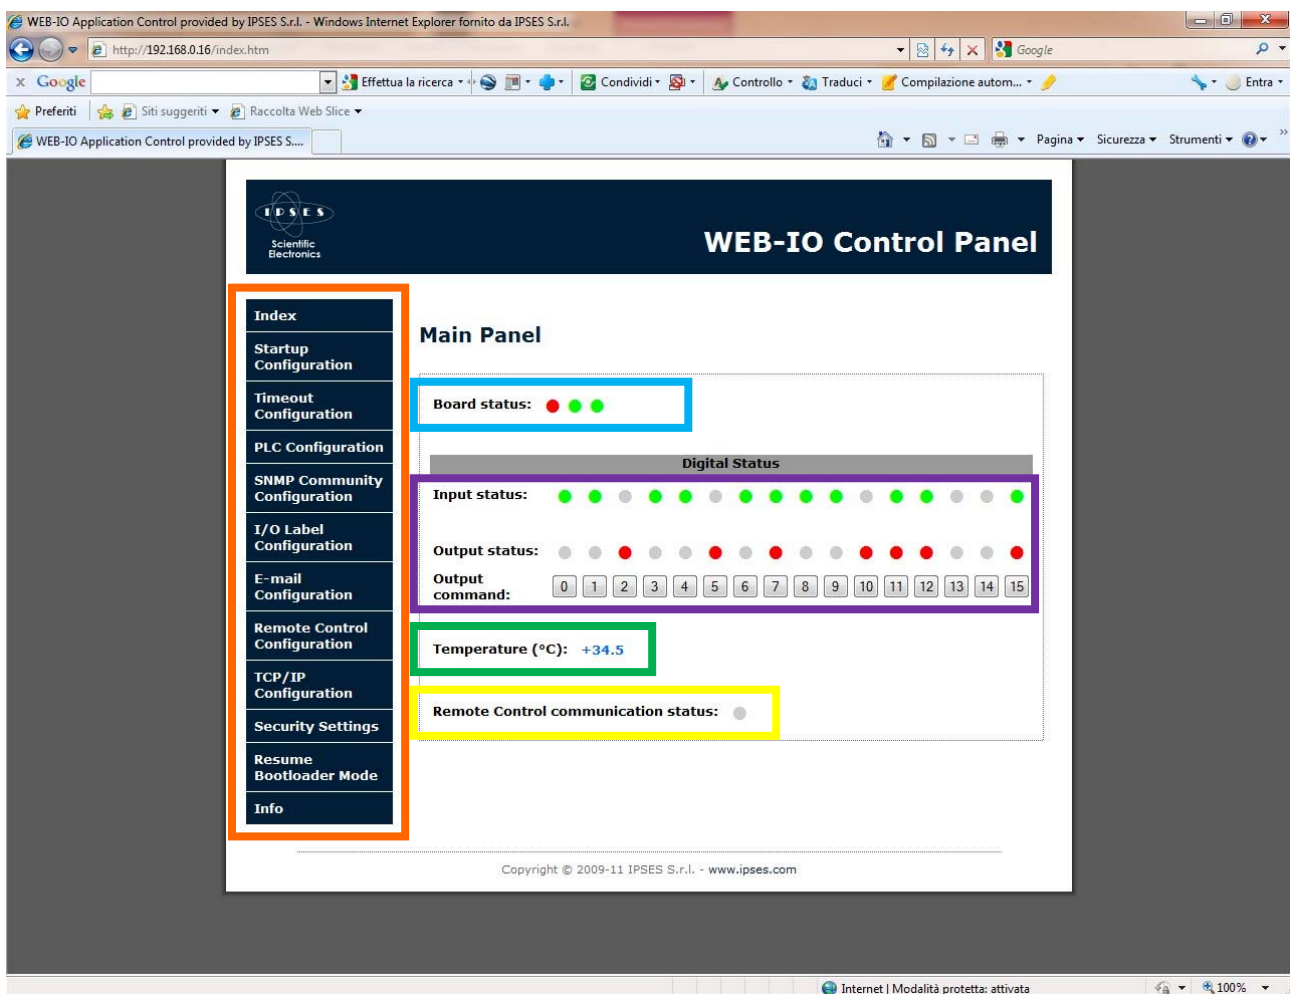 WEB-IO Application Control provided by IPSES S.r.l. - Windows Internet Explorer fornito da IPSES S.r.l.
http://192.168.0.16/index.htm
Google
x Google
Effettua la ricerca
Condividi
Controllo
Traduci
Compilazione autom...
Entra
Preferiti
Siti suggeriti
Raccolta Web Slice
WEB-IO Application Control provided by IPSES S....
Pagina
Sicurezza
Strumenti
IPSES
Scientific
Electronics
WEB-IO Control Panel
Index
Startup
Configuration
Timeout
Configuration
PLC Configuration
SNMP Community
Configuration
I/O Label
Configuration
E-mail
Configuration
Remote Control
Configuration
TCP/IP
Configuration
Security Settings
Resume
Bootloader Mode
Info
Main Panel
Board status:
Digital Status
Input status:
Output status:
Output
command:
0 1 2 3 4 5 6 7 8 9 10 11 12 13 14 15
Temperature (°C): +34.5
Remote Control communication status:
Copyright © 2009-11 IPSES S.r.l. - www.ipses.com
Internet | Modalità protetta: attivata
100%